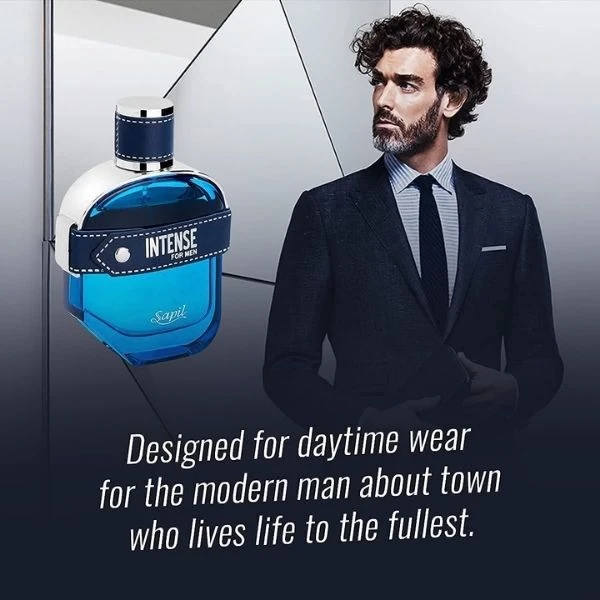 INTENSE
FOR MEN
Sapil
Designed for daytime wear
for the modern man about town
who lives life to the fullest.